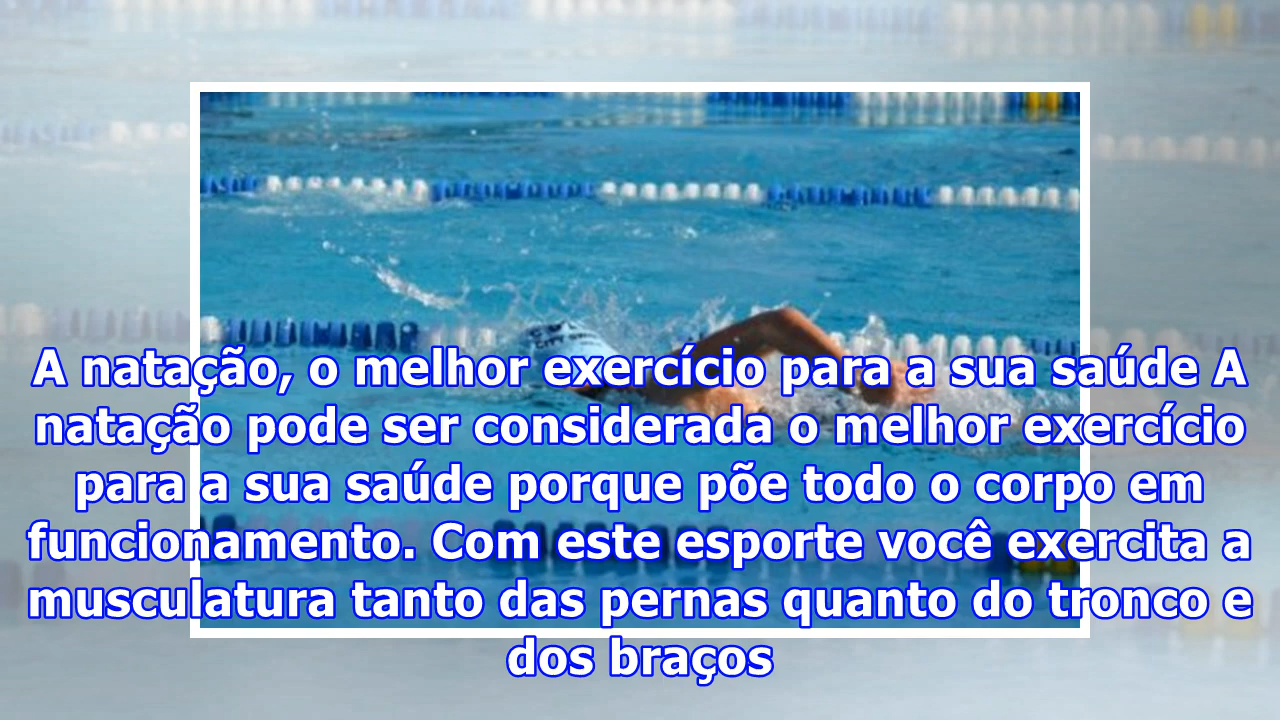 CITY
A natação, o melhor exercício para a sua saúde A
natação pode ser considerada o melhor exercício
para a sua saúde porque põe todo o corpo em
funcionamento. Com este esporte você exercita a
musculatura tanto das pernas quanto do tronco e
dos braços